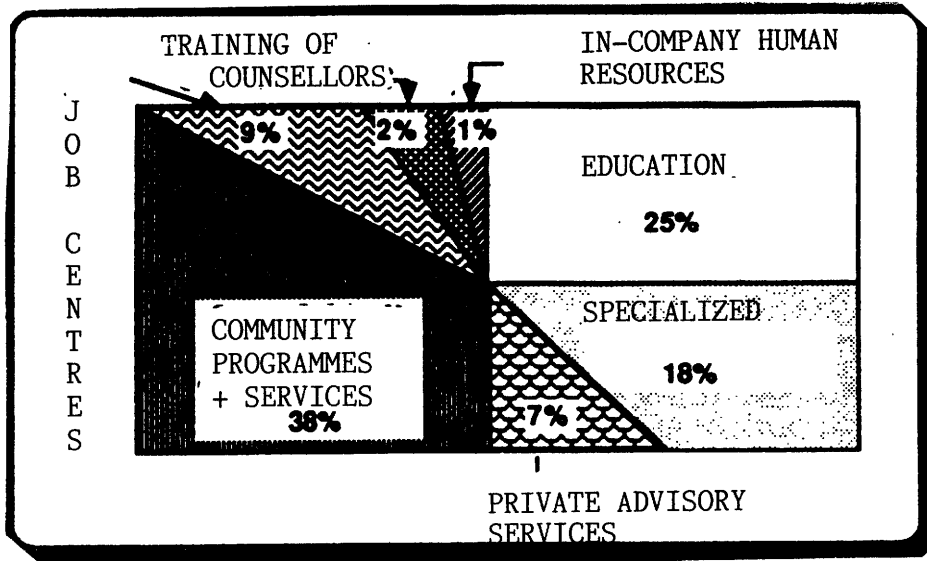 TRAINING OF
COUNSELLORS
IN-COMPANY HUMAN
RESOURCES
JOB CENTRES
9%
2%
1%
EDUCATION
25%
COMMUNITY
PROGRAMMES
+ SERVICES
38%
SPECIALIZED
18%
7%
PRIVATE ADVISORY
SERVICES